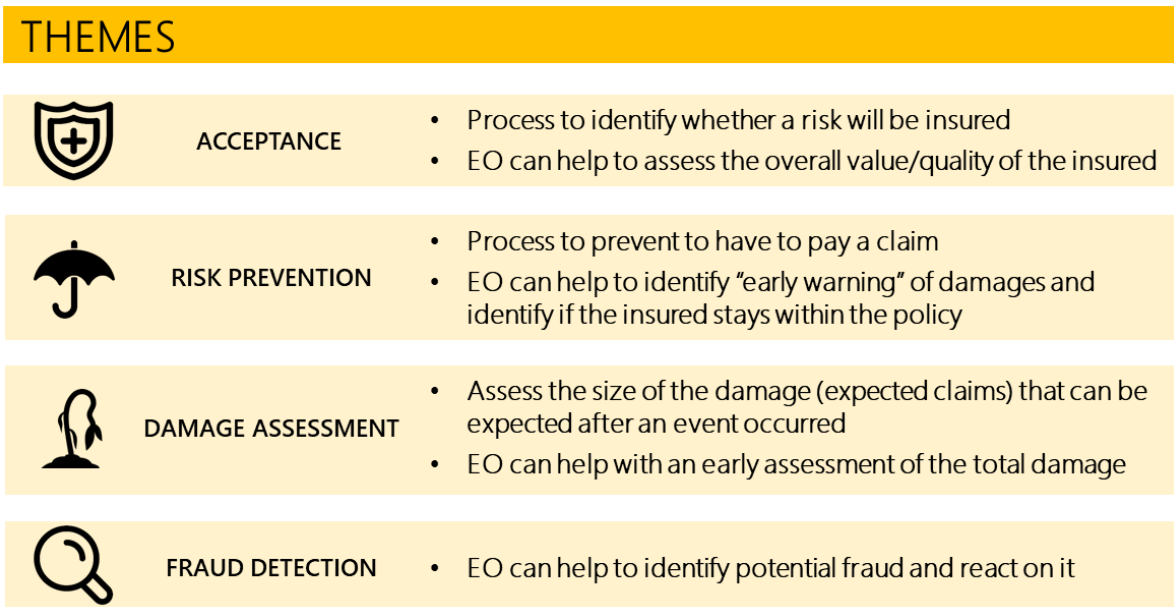 THEMES
ACCEPTANCE
• Process to identify whether a risk will be insured
• EO can help to assess the overall value/quality of the insured
RISK PREVENTION
• Process to prevent to have to pay a claim
• EO can help to identify “early warning” of damages and
identify if the insured stays within the policy
DAMAGE ASSESSMENT
• Assess the size of the damage (expected claims) that can be
expected after an event occurred
• EO can help with an early assessment of the total damage
FRAUD DETECTION
• EO can help to identify potential fraud and react on it